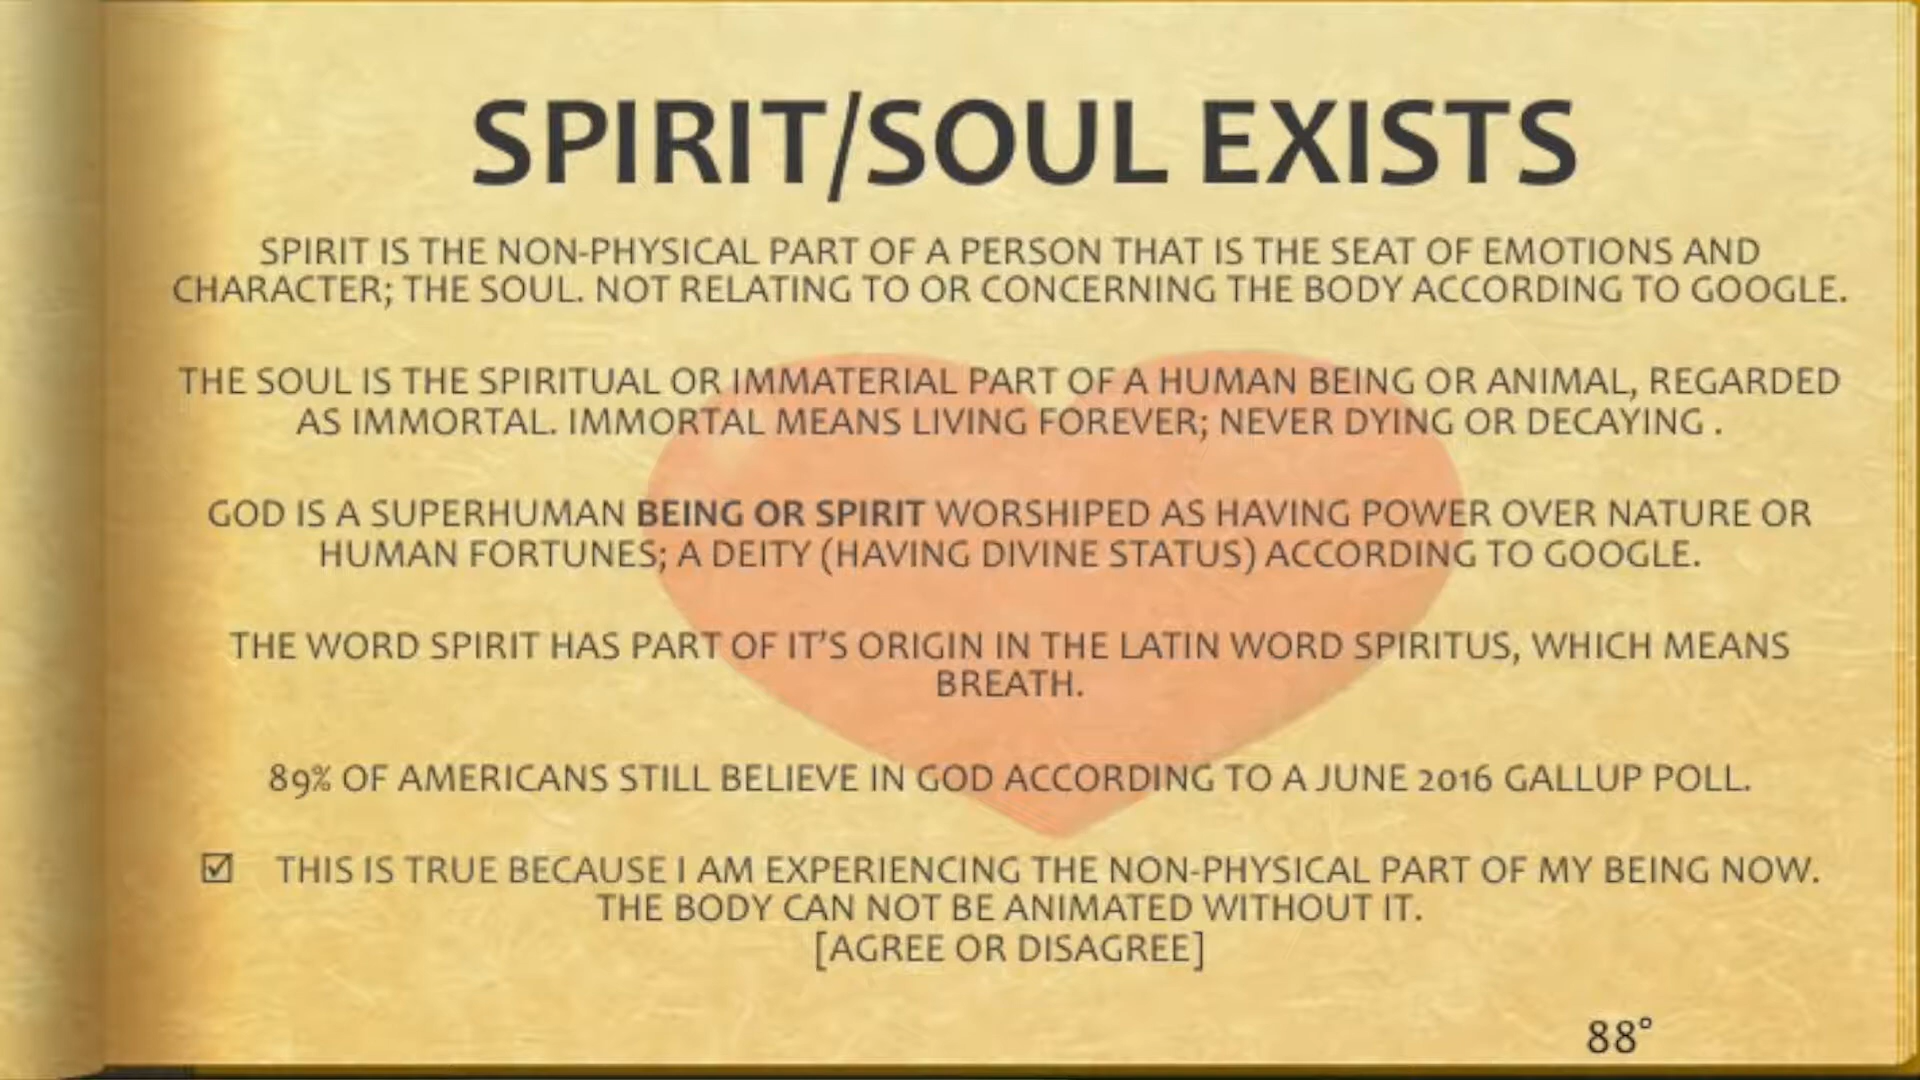 SPIRIT/SOUL EXISTS
SPIRIT IS THE NON-PHYSICAL PART OF A PERSON THAT IS THE SEAT OF EMOTIONS AND
CHARACTER; THE SOUL. NOT RELATING TO OR CONCERNING THE BODY ACCORDING TO GOOGLE.
THE SOUL IS THE SPIRITUAL OR IMMATERIAL PART OF A HUMAN BEING OR ANIMAL, REGARDED
AS IMMORTAL. IMMORTAL MEANS LIVING FOREVER; NEVER DYING OR DECAYING .
GOD IS A SUPERHUMAN BEING OR SPIRIT WORSHIPED AS HAVING POWER OVER NATURE OR
HUMAN FORTUNES; A DEITY (HAVING DIVINE STATUS) ACCORDING TO GOOGLE.
THE WORD SPIRIT HAS PART OF IT'S ORIGIN IN THE LATIN WORD SPIRITUS, WHICH MEANS
BREATH.
89% OF AMERICANS STILL BELIEVE IN GOD ACCORDING TO A JUNE 2016 GALLUP POLL.
☑ THIS IS TRUE BECAUSE I AM EXPERIENCING THE NON-PHYSICAL PART OF MY BEING NOW.
THE BODY CAN NOT BE ANIMATED WITHOUT IT.
[AGREE OR DISAGREE]
88°